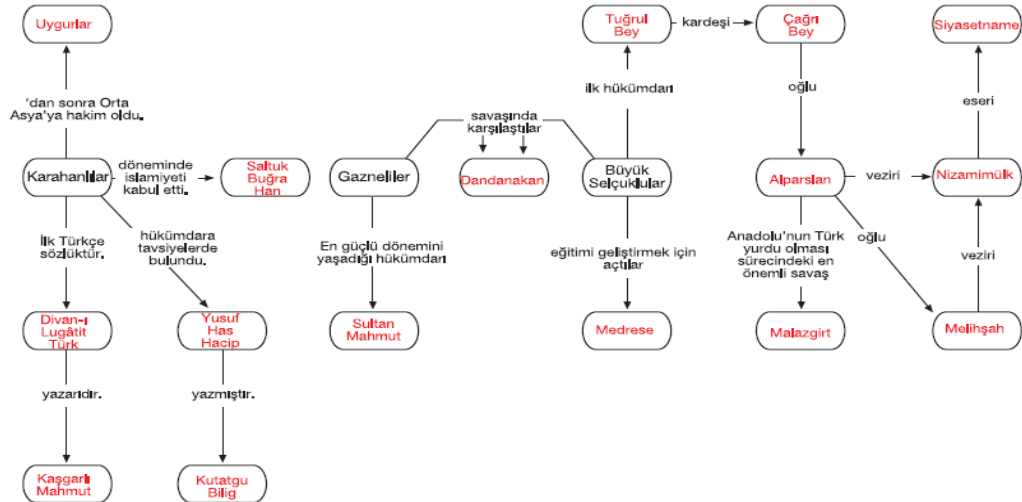 Uygurlar
Tuğrul
Bey
kardeşi
Çağrı
Bey
Siyasetname
'dan sonra Orta
Asya'ya hakim oldu.
ilk hükümdarı
oğlu
eseri
savaşında
karşılaştılar
Karahanlılar
döneminde
islamiyeti
kabul etti.
Saltuk
Buğra
Han
Gazneliler
Dandanakan
Büyük
Selçuklular
Alparslan
veziri
Nizamimülk
İlk Türkçe
sözlüktür.
hükümdara
tavsiyelerde
bulundu.
En güçlü dönemini
yaşadığı hükümdarı
eğitimi geliştirmek için
açtılar
Anadolu'nun Türk
yurdu olması
sürecindeki en
önemli savaş
oğlu
veziri
Divan-ı
Lugâtit
Türk
Yusuf
Has
Hacip
Sultan
Mahmut
Medrese
Malazgirt
Melihşah
yazarıdır.
yazmıştır.
Kaşgarlı
Mahmut
Kutatgu
Bilig